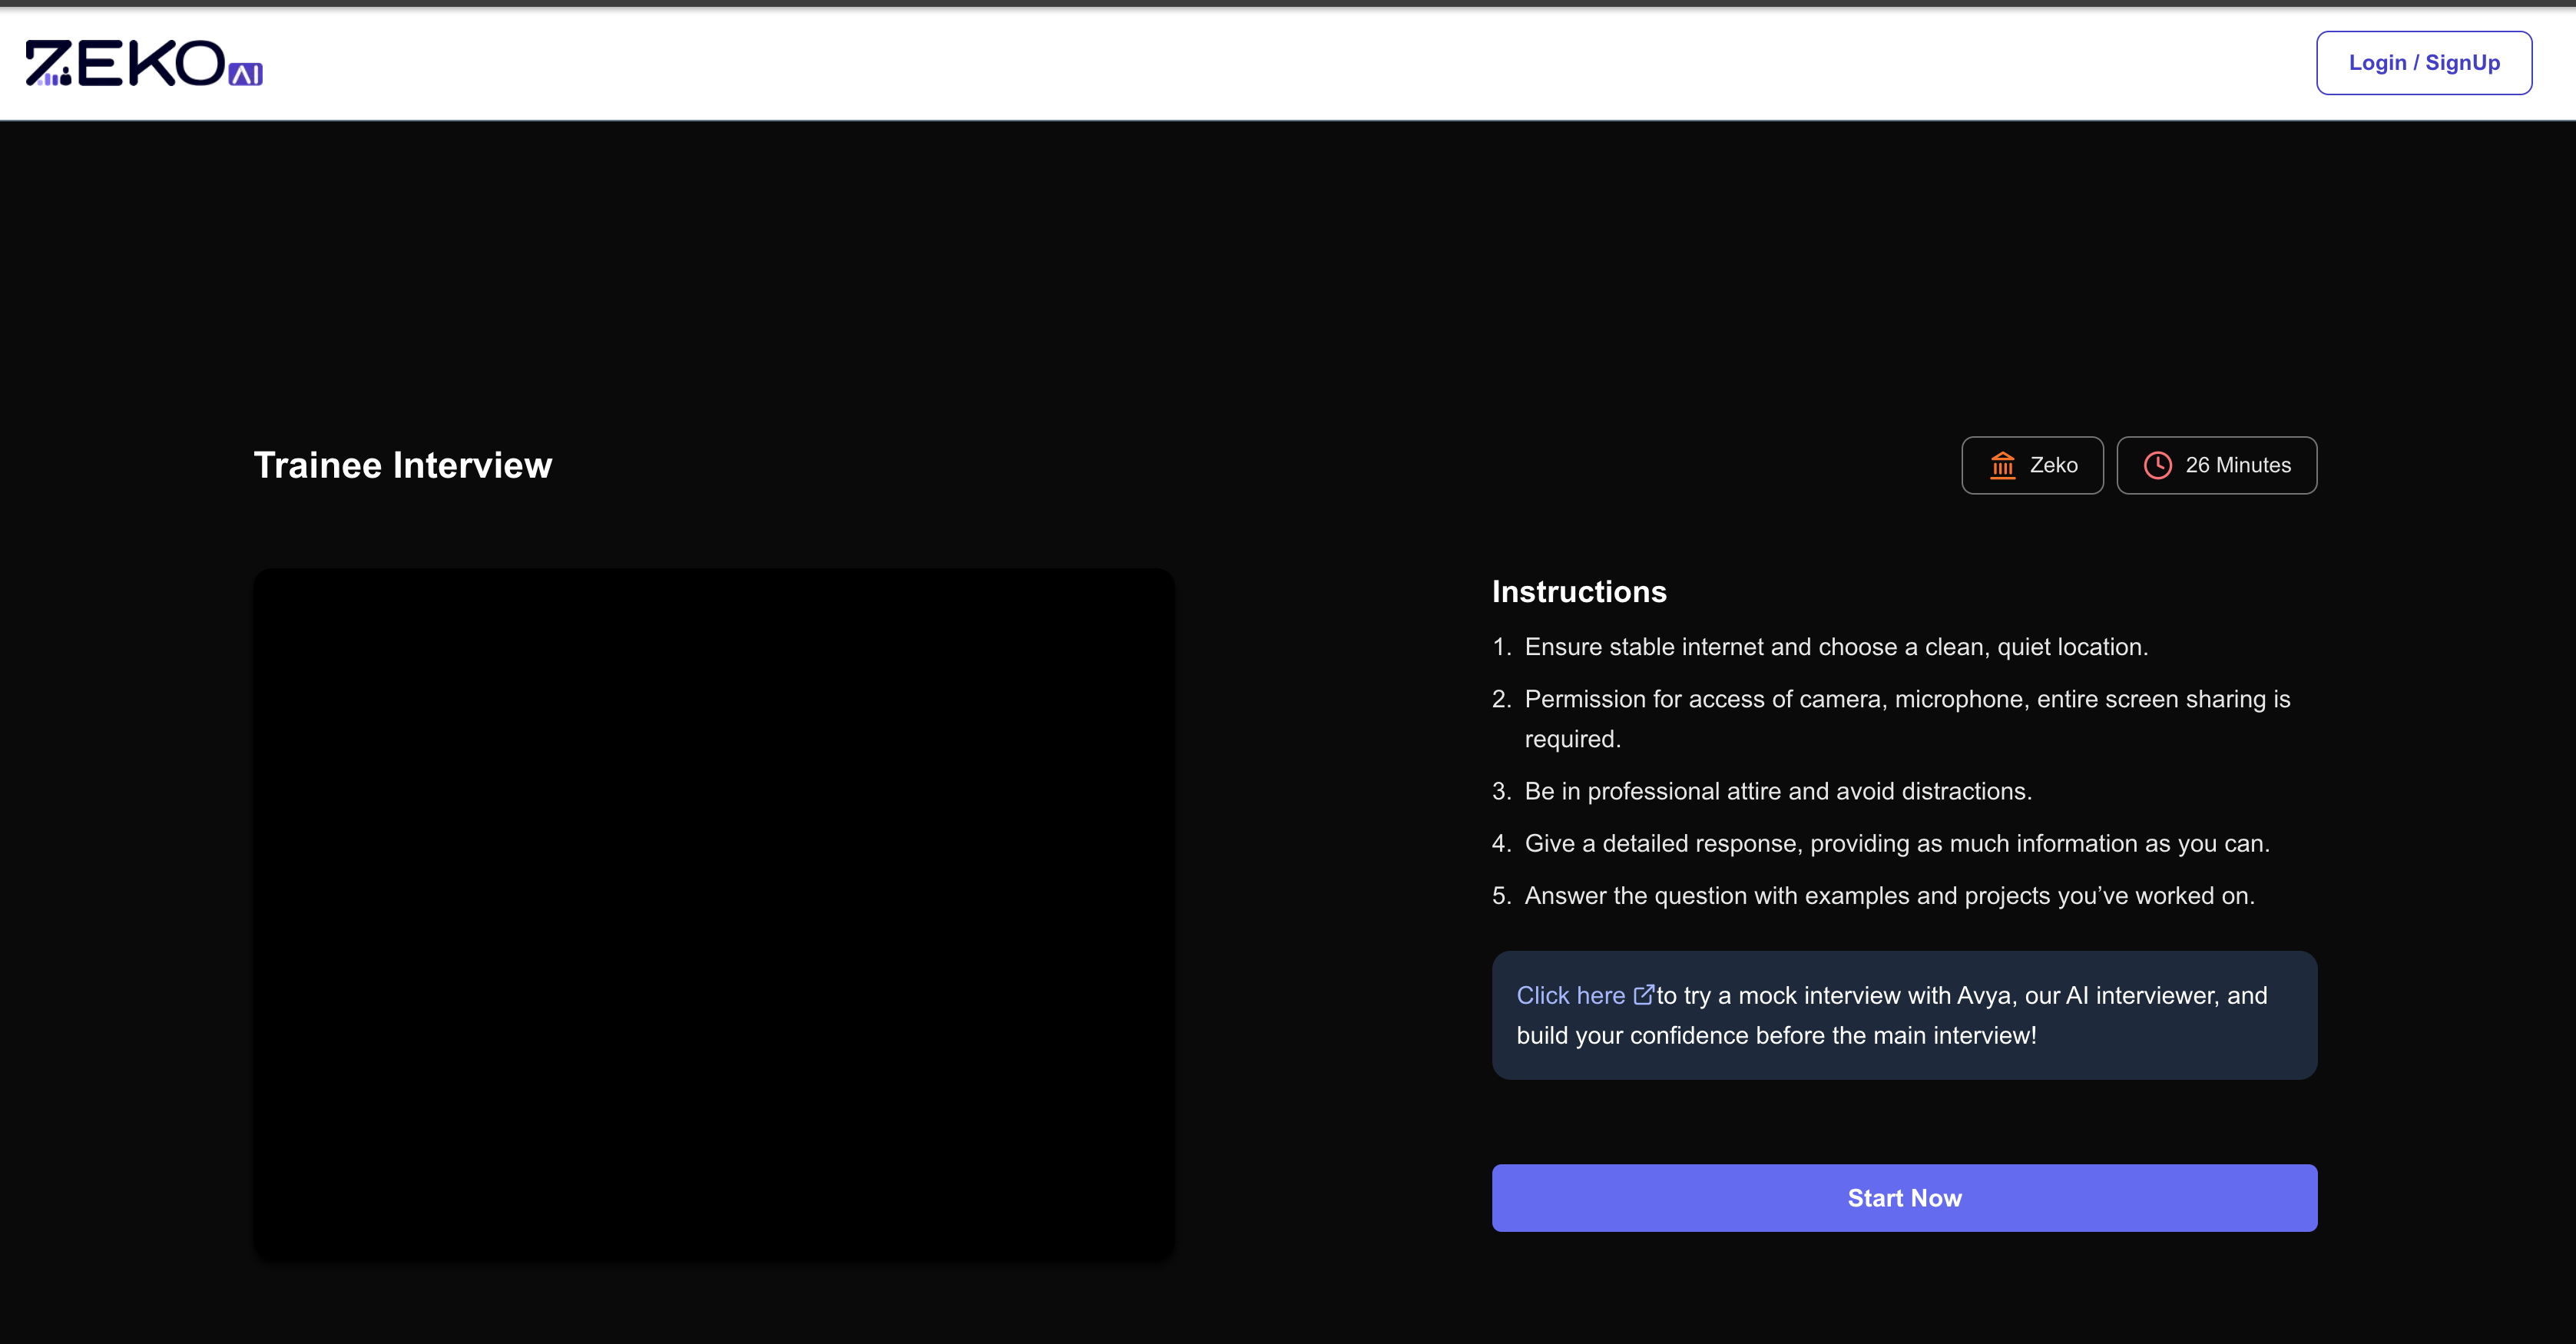 ZEKO AI
Login / SignUp
Trainee Interview
Zeko
26 Minutes
Instructions
1. Ensure stable internet and choose a clean, quiet location.
2. Permission for access of camera, microphone, entire screen sharing is
required.
3. Be in professional attire and avoid distractions.
4. Give a detailed response, providing as much information as you can.
5. Answer the question with examples and projects you’ve worked on.
Click here to try a mock interview with Avya, our AI interviewer, and
build your confidence before the main interview!
Start Now